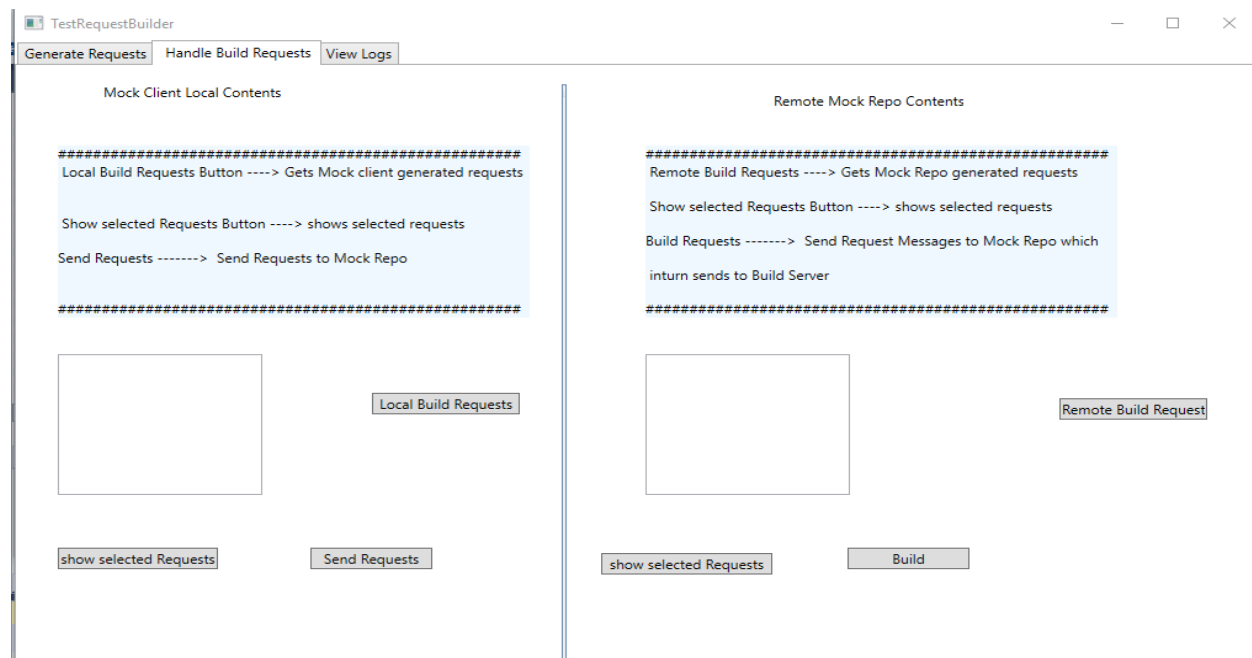 TestRequestBuilder
Generate Requests
Handle Build Requests
View Logs
Mock Client Local Contents
#####################################################
Local Build Requests Button ----> Gets Mock client generated requests
Show selected Requests Button ----> shows selected requests
Send Requests -------> Send Requests to Mock Repo
#####################################################
Local Build Requests
show selected Requests
Send Requests
Remote Mock Repo Contents
#####################################################
Remote Build Requests ----> Gets Mock Repo generated requests
Show selected Requests Button ----> shows selected requests
Build Requests -------> Send Request Messages to Mock Repo which
inturn sends to Build Server
#####################################################
Remote Build Request
show selected Requests
Build